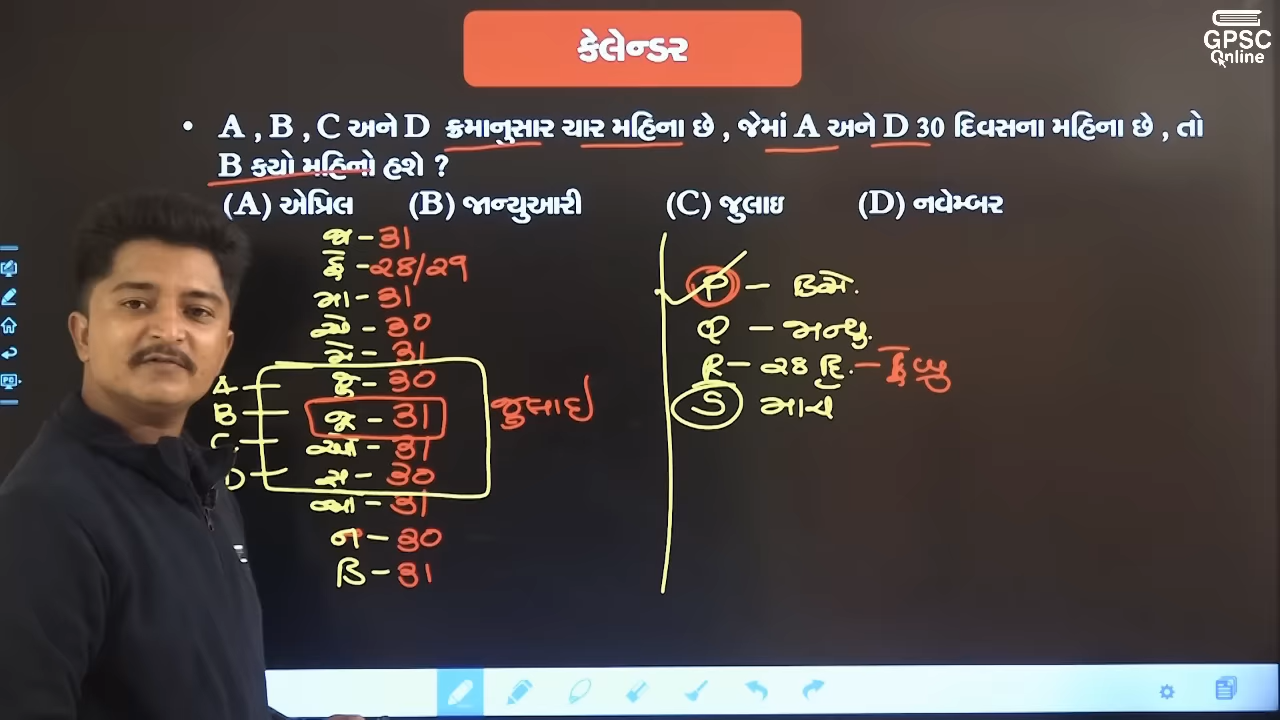 કેલેન્ડર
GPSC
Online
• A , B , C અને D ક્રમાનુસાર ચાર મહિના છે , જેમાં A અને D 30 દિવસના મહિના છે , તો
B કયો મહિનો હશે ?
(A) એપ્રિલ (B) જાન્યુઆરી (C) જુલાઇ (D) નવેમ્બર
જા - 31
ફે - 28/29
મા - 31
એ - 30
મે - 31
A જુ - 30
B જુ - 31 જુલાઇ
C ઓ - 31
D સ - 30
ઓ - 31
ન - 30
ડિ - 31
P - ડિસે.
Q - જાન્યુ.
R - 28 દિ. - ફેબ્રુ
S માર્ચ